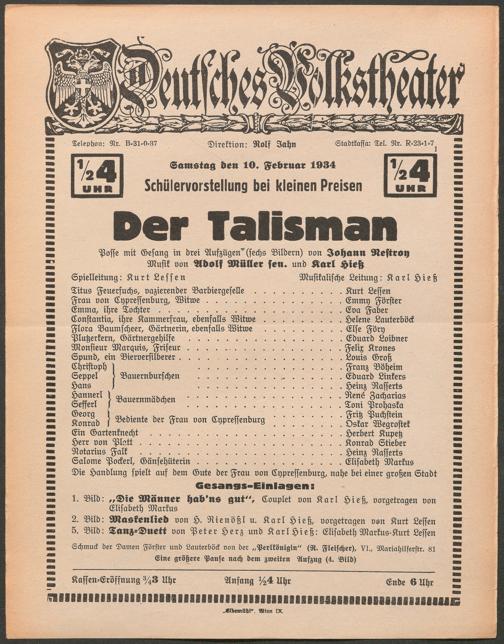 Deutsches Volkstheater
Telephon: Nr. B-31-0-87 Direktion: Rolf Jahn Stadtkassa: Tel. Nr. R-23-1-7
1/2 4 UHR
Samstag den 10. Februar 1934
Schülervorstellung bei kleinen Preisen
1/2 4 UHR
Der Talisman
Posse mit Gesang in drei Aufzügen (sechs Bildern) von Johann Nestroy
Musik von Adolf Müller sen. und Karl Hieß
Spielleitung: Kurt Lessen Musikalische Leitung: Karl Hieß
Titus Feuerfuchs, vazierender Barbiergeselle Kurt Lessen
Frau von Cypressenburg, Witwe Emmy Förster
Emma, ihre Tochter Eva Faber
Constantia, ihre Kammerfrau, ebenfalls Witwe Helene Lauterböck
Flora Baumscheer, Gärtnerin, ebenfalls Witwe Else Föry
Plutzerkern, Gärtnergehilfe Eduard Loibner
Monsieur Marquis, Friseur Felix Krones
Spund, ein Bierversilberer Louis Groß
Christoph Franz Böheim
Seppel Bauernburschen Eduard Linkers
Hans Heinz Rafferts
Hannerl René Zacharias
Sefferl Bauernmädchen Toni Prohaska
Georg Fritz Puchstein
Konrad Bediente der Frau von Cypressenburg Oskar Wegrostek
Ein Gartenknecht Herbert Kupetz
Herr von Platt Konrad Stieber
Notarius Falk Heinz Rafferts
Salome Pockerl, Gänsehüterin Elisabeth Markus
Die Handlung spielt auf dem Gute der Frau von Cypressenburg, nahe bei einer großen Stadt
Gesangs-Einlagen:
1. Bild: „Die Männer hab'ns gut", Couplet von Karl Hieß, vorgetragen von
Elisabeth Markus
2. Bild: Maskenlied von H. Rienößl u. Karl Hieß, vorgetragen von Kurt Lessen
5. Bild: Tanz-Duett von Peter Herz und Karl Hieß: Elisabeth Markus-Kurt Lessen
Schmuck der Damen Förster und Lauterböck von der „Perlkönigin" (R. Fleischer), VI., Mariahilferstr. 81
Eine größere Pause nach dem zweiten Aufzug (4. Bild)
Kassen-Eröffnung 3/4 3 Uhr Anfang 1/2 4 Uhr Ende 6 Uhr
„Elbemühl", Wien IX.